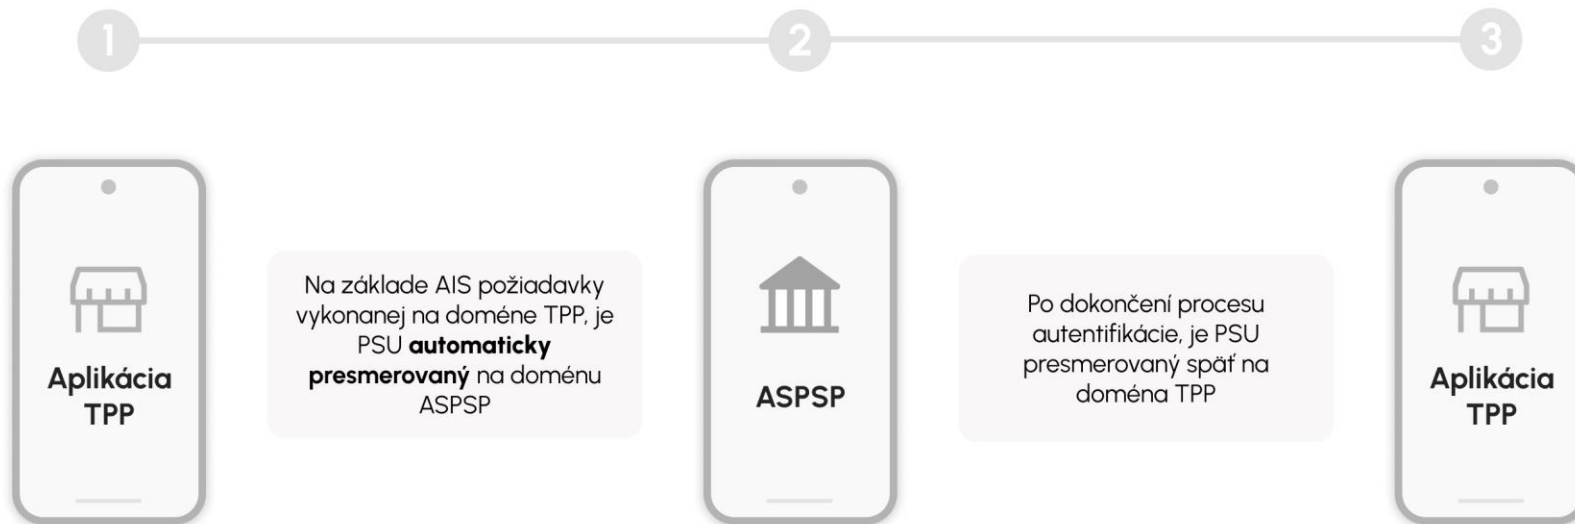 1
2
3
Aplikácia
TPP
Na základe AIS požiadavky
vykonanej na doméne TPP, je
PSU automaticky
presmerovaný na doménu
ASPSP
ASPSP
Po dokončení procesu
autentifikácie, je PSU
presmerovaný späť na
doména TPP
Aplikácia
TPP